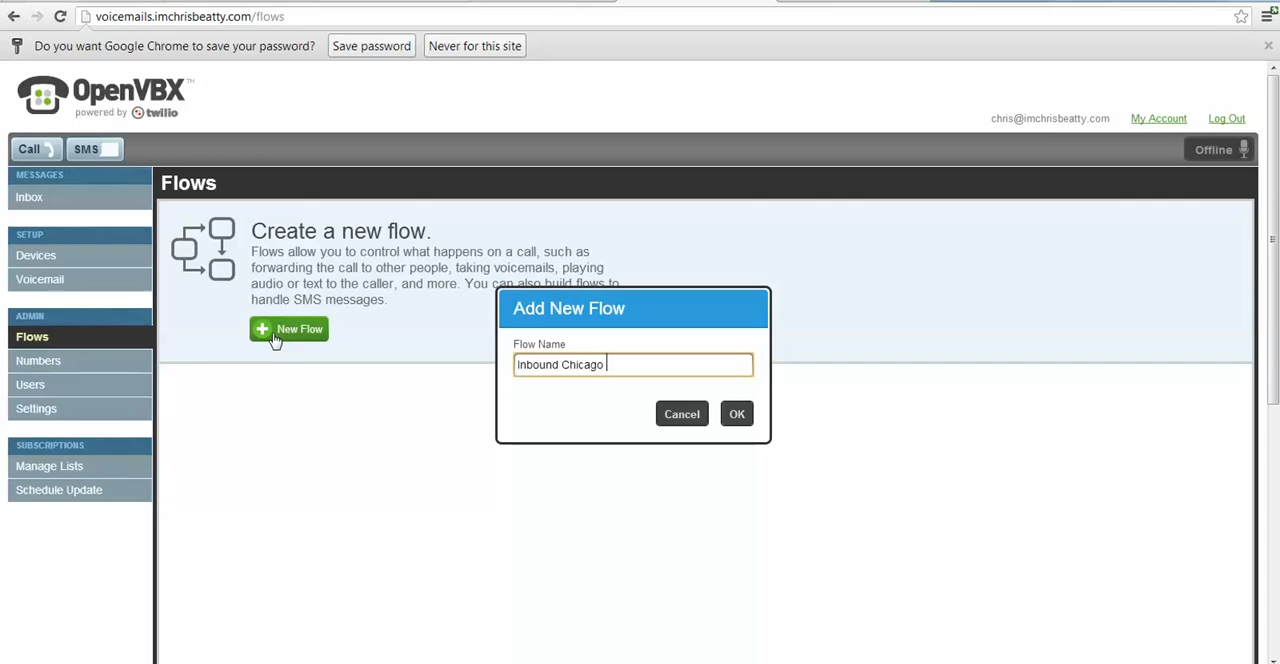 voicemails.imchrisbeatty.com/flows
Do you want Google Chrome to save your password? Save password Never for this site
OpenVBX™
powered by twilio
chris@imchrisbeatty.com My Account Log Out
Call SMS Offline
MESSAGES
Inbox
SETUP
Devices
Voicemail
ADMIN
Flows
Numbers
Users
Settings
SUBSCRIPTIONS
Manage Lists
Schedule Update
Flows
Create a new flow.
Flows allow you to control what happens on a call, such as
forwarding the call to other people, taking voicemails, playing
audio or text to the caller, and more. You can also build flows to
handle SMS messages.
New Flow
Add New Flow
Flow Name
Inbound Chicago
Cancel OK